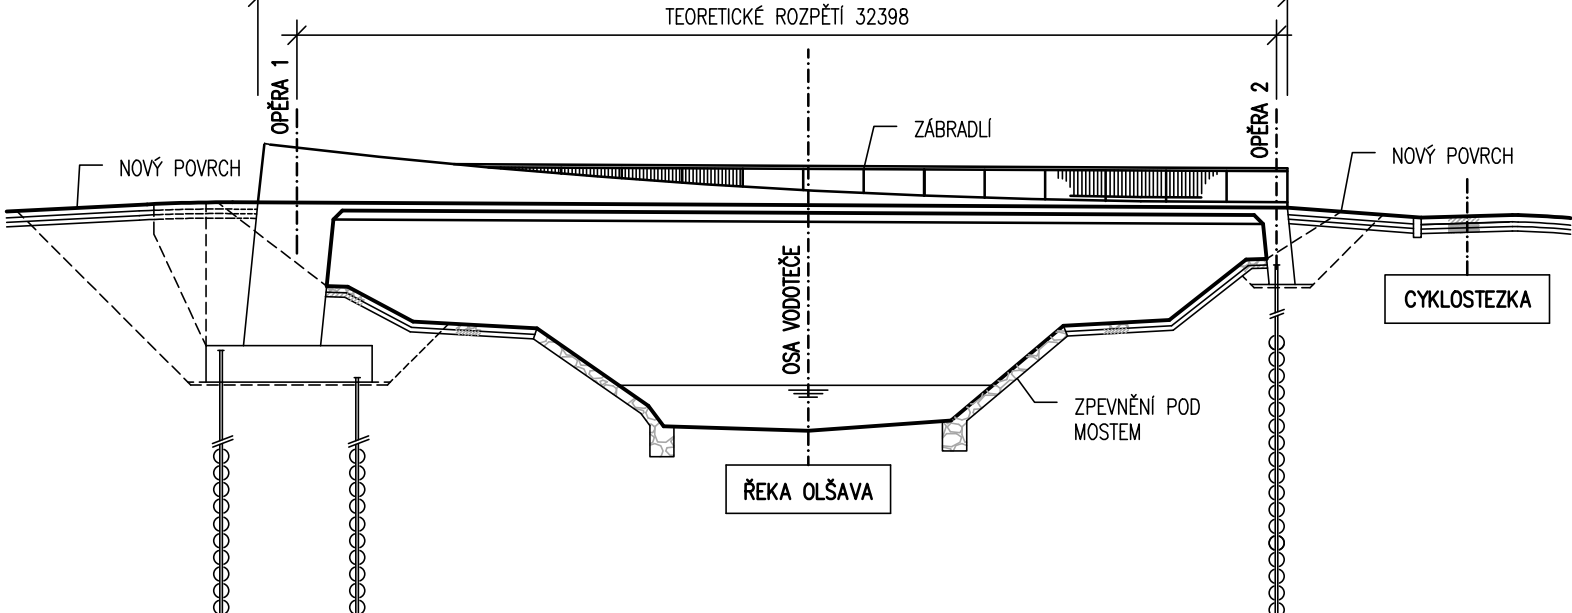 TEORETICKÉ ROZPĚTÍ 32398
OPĚRA 1
OPĚRA 2
ZÁBRADLÍ
NOVÝ POVRCH
NOVÝ POVRCH
OSA VODOTEČE
CYKLOSTEZKA
ZPEVNĚNÍ POD
MOSTEM
ŘEKA OLŠAVA